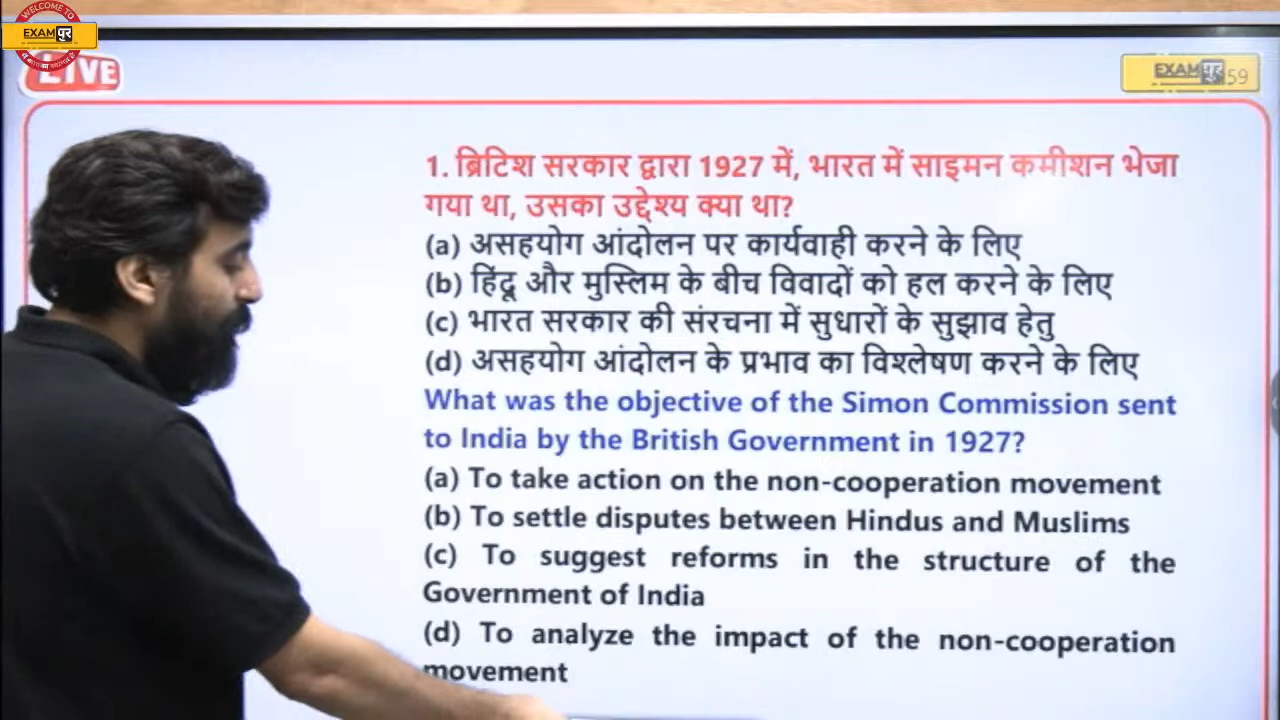 WELCOME TO
EXAMपुर
LIVE
EXAMपुर
59
1. ब्रिटिश सरकार द्वारा 1927 में, भारत में साइमन कमीशन भेजा
गया था, उसका उद्देश्य क्या था?
(a) असहयोग आंदोलन पर कार्यवाही करने के लिए
(b) हिंदू और मुस्लिम के बीच विवादों को हल करने के लिए
(c) भारत सरकार की संरचना में सुधारों के सुझाव हेतु
(d) असहयोग आंदोलन के प्रभाव का विश्लेषण करने के लिए
What was the objective of the Simon Commission sent
to India by the British Government in 1927?
(a) To take action on the non-cooperation movement
(b) To settle disputes between Hindus and Muslims
(c) To suggest reforms in the structure of the
Government of India
(d) To analyze the impact of the non-cooperation
movement